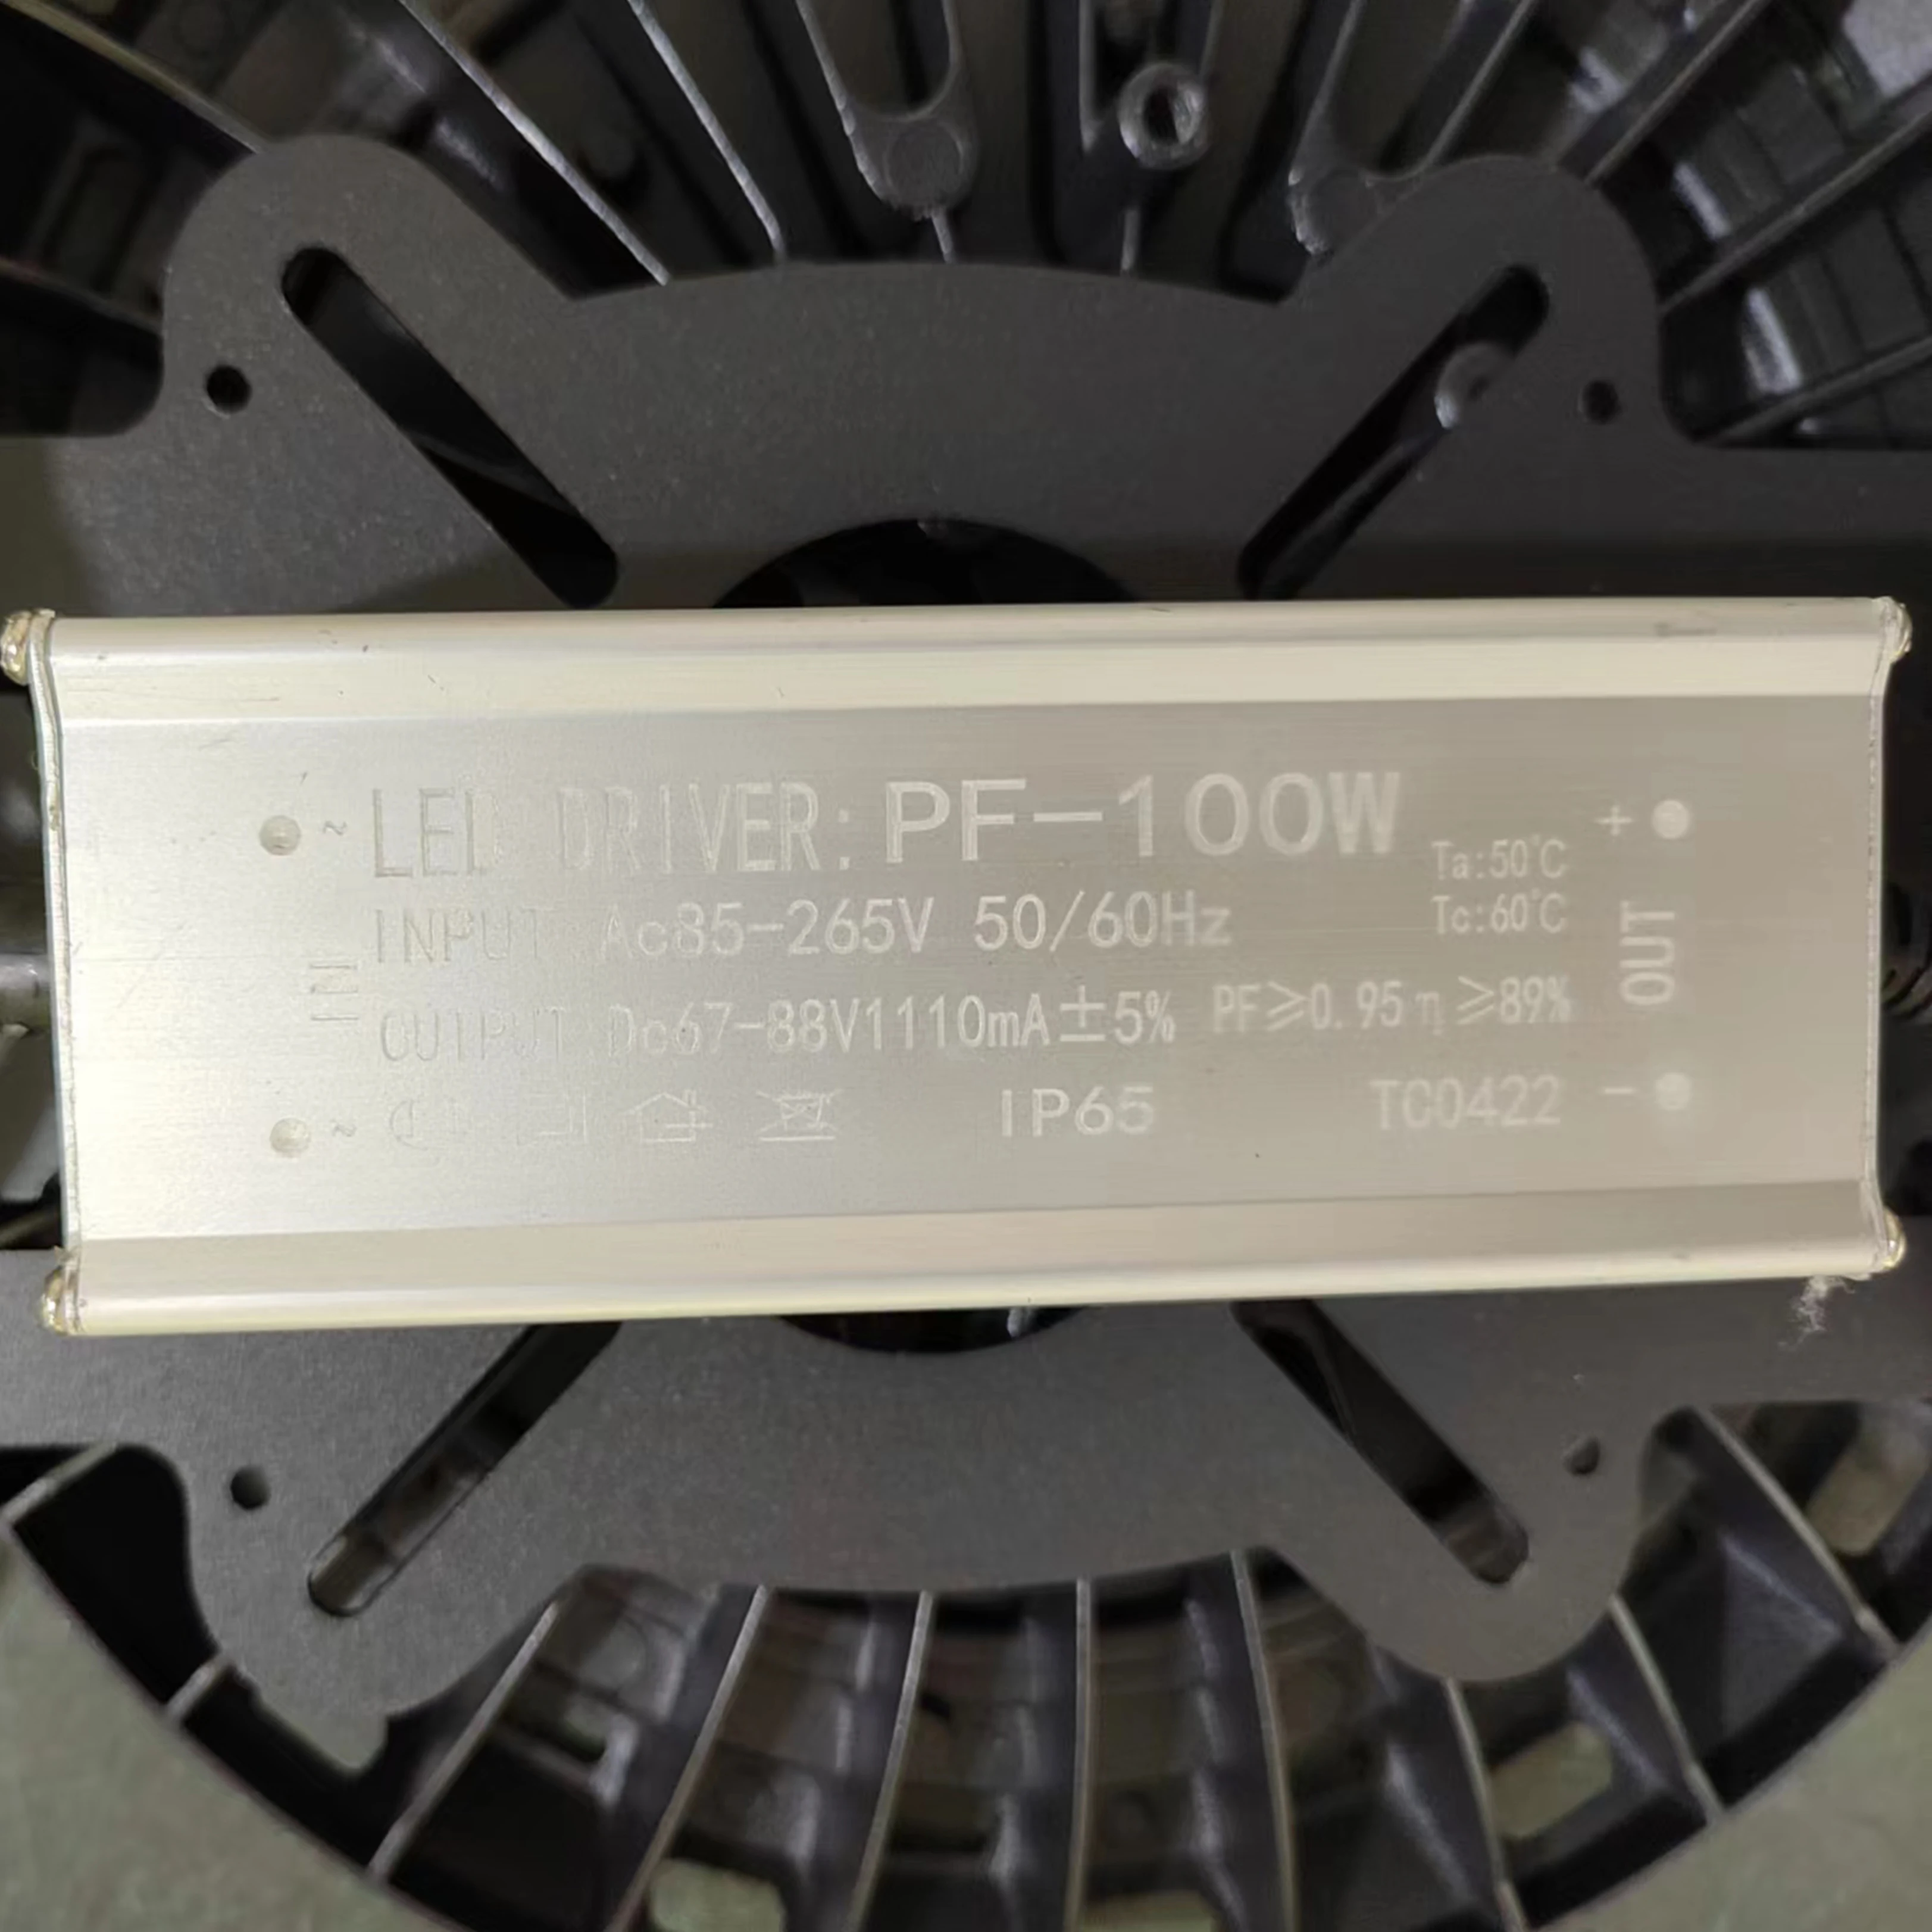 ~ LED DRIVER: PF-100W
Ta:50℃
Tc:60℃
+
INPUT: Ac85-265V 50/60Hz
OUTPUT: Dc67-88V1110mA±5% PF≥0.95 η≥89%
OUT
~ IP65 TC0422 -